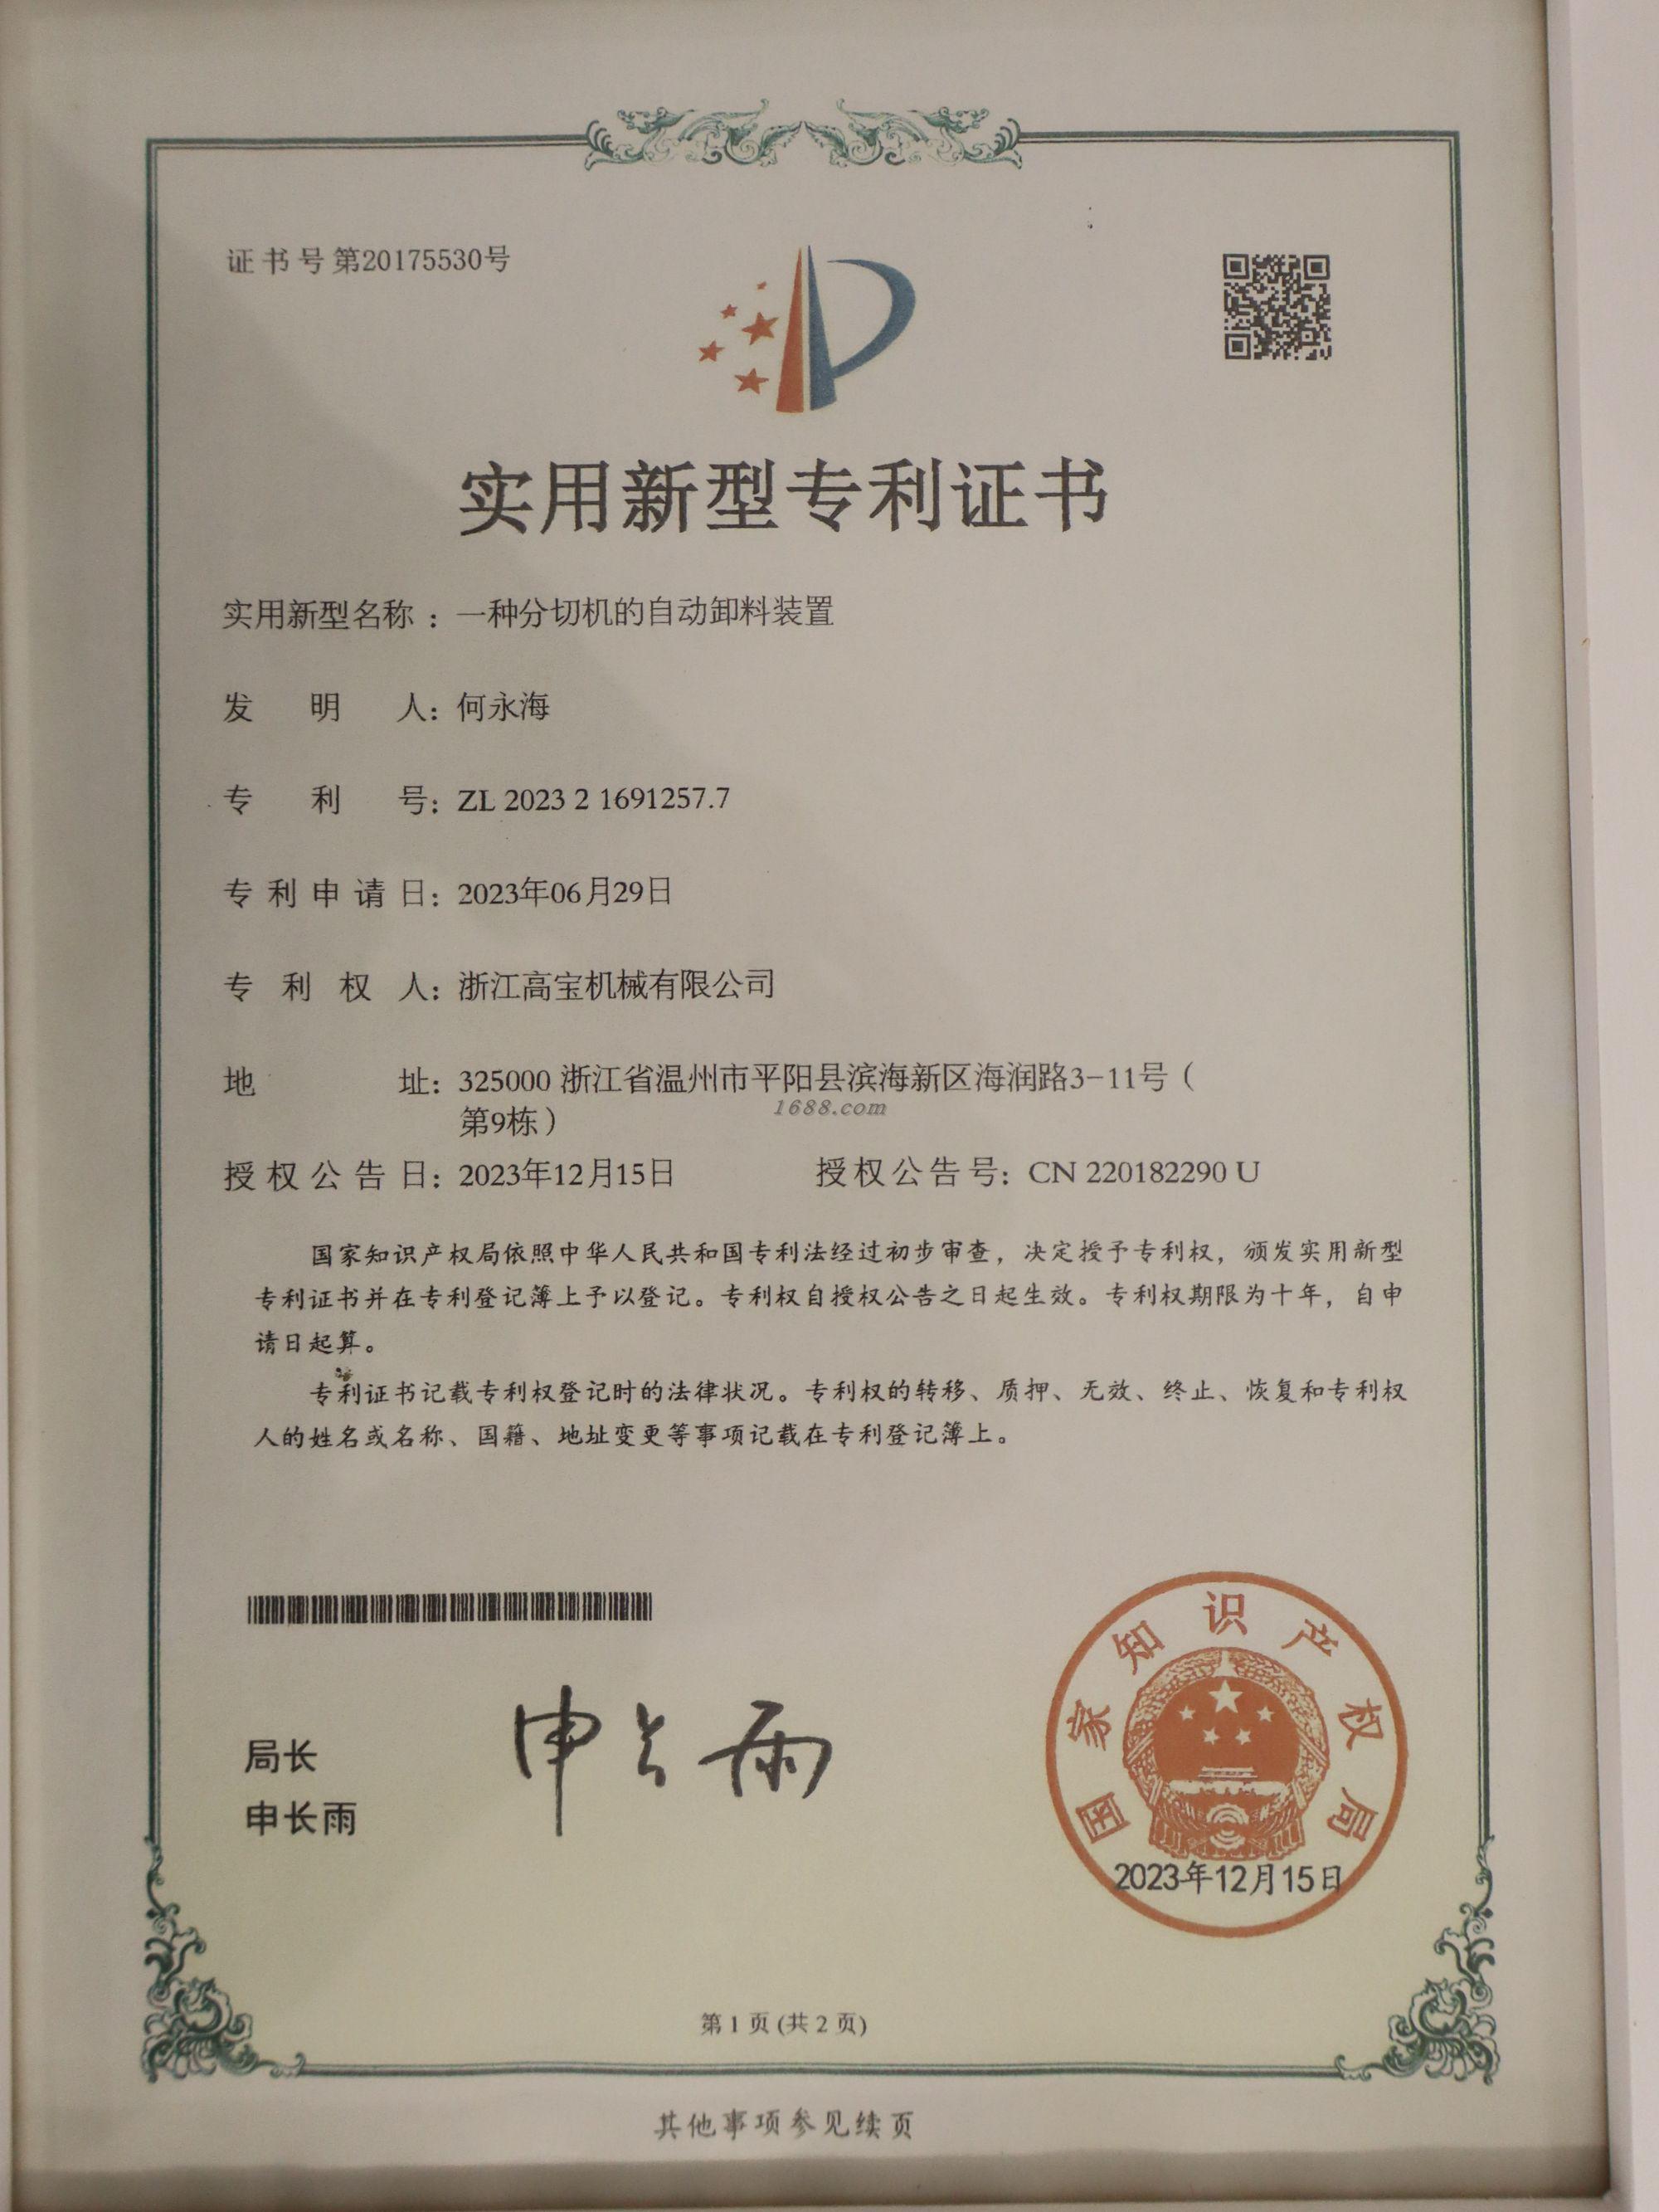 证书号第20175530号
实用新型专利证书
实用新型名称：一种分切机的自动卸料装置
发明人：何永海
专利号：ZL 2023 2 1691257.7
专利申请日：2023年06月29日
专利权人：浙江高宝机械有限公司
地址：325000 浙江省温州市平阳县滨海新区海润路3-11号（
第9栋）
1688.com
授权公告日：2023年12月15日 授权公告号：CN 220182290 U
国家知识产权局依照中华人民共和国专利法经过初步审查，决定授予专利权，颁发实用新型
专利证书并在专利登记簿上予以登记。专利权自授权公告之日起生效。专利权期限为十年，自申
请日起算。
专利证书记载专利权登记时的法律状况。专利权的转移、质押、无效、终止、恢复和专利权
人的姓名或名称、国籍、地址变更等事项记载在专利登记簿上。
局长
申长雨
申长雨
国家知识产权局
2023年12月15日
第 1 页 (共 2 页)
其他事项参见续页